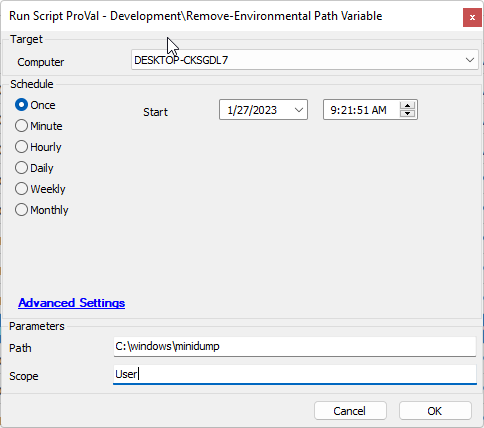 Run Script ProVal - Development\Remove-Environmental Path Variable
x
Target
Computer
DESKTOP-CKSGDL7
Schedule
Once
Start
1/27/2023
9:21:51 AM
Minute
Hourly
Daily
Weekly
Monthly
Advanced Settings
Parameters
Path
C:\windows\minidump
Scope
User
Cancel
OK